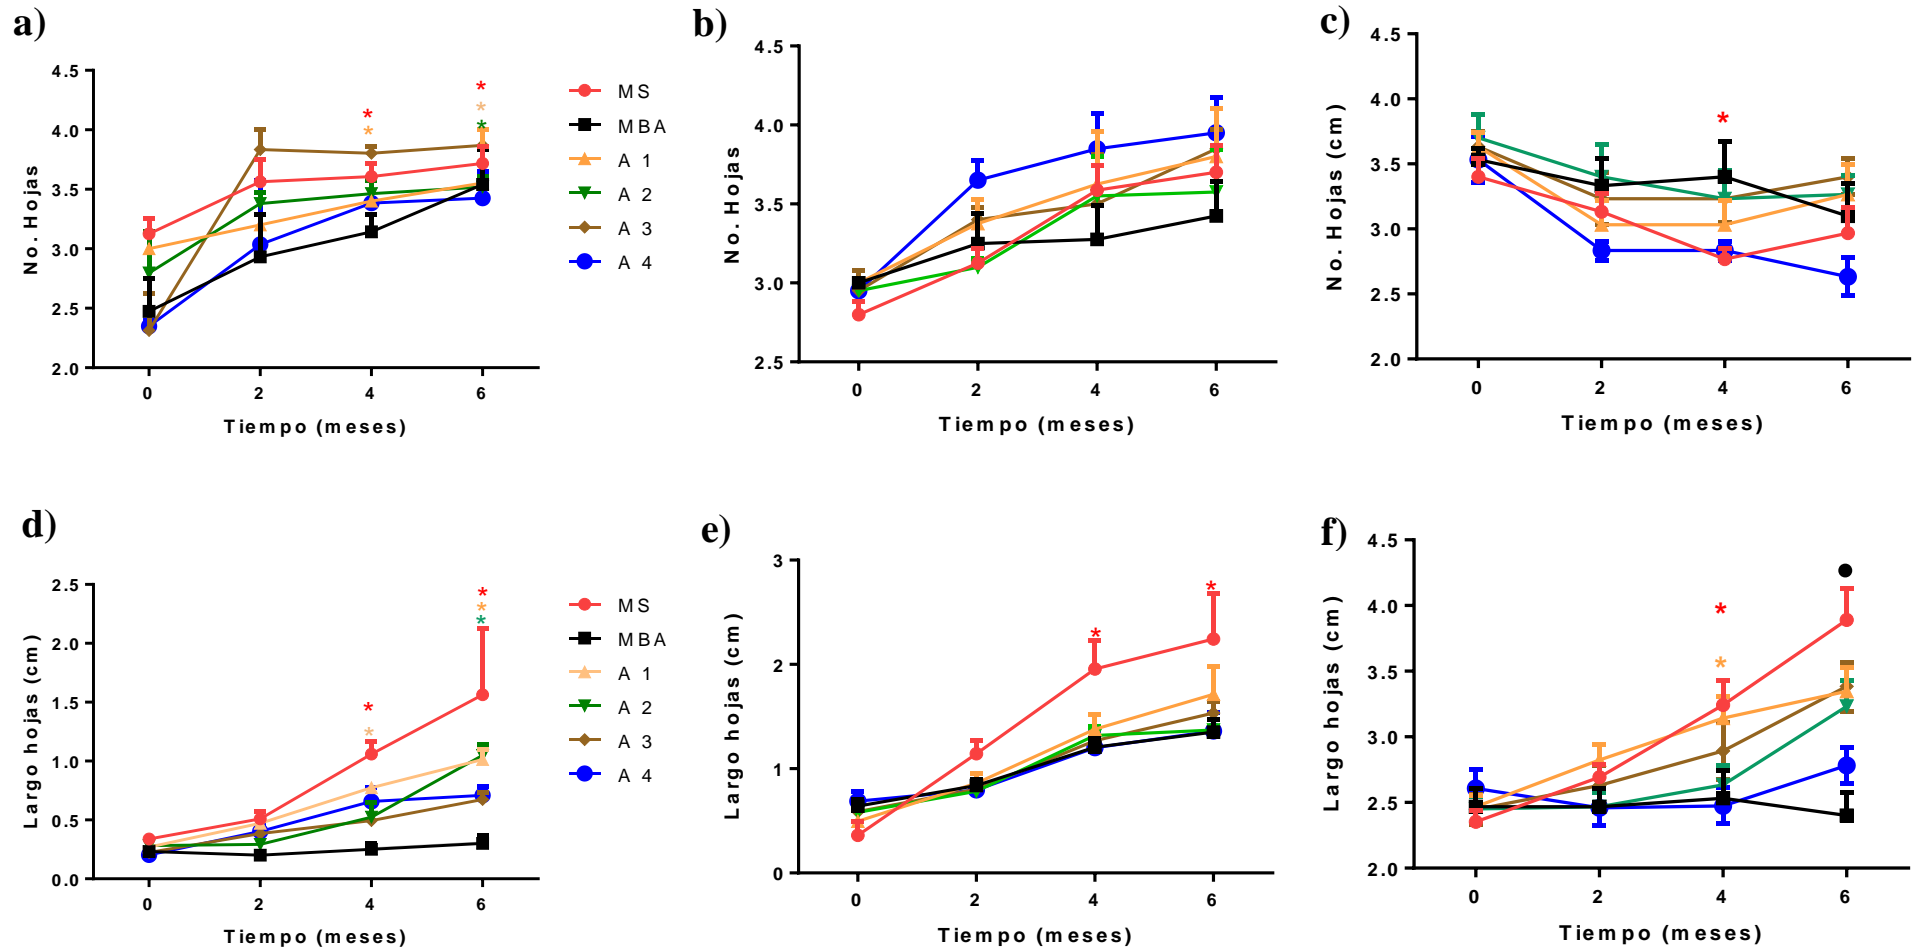 a)
No. Hojas
4.5
4.0
3.5
3.0
2.5
2.0
0
2
4
6
Tiempo (meses)
*
*
*
*
*
MS
MBA
A 1
A 2
A 3
A 4
b)
No. Hojas
4.5
4.0
3.5
3.0
2.5
0
2
4
6
Tiempo (meses)
c)
No. Hojas (cm)
4.5
4.0
3.5
3.0
2.5
2.0
0
2
4
6
Tiempo (meses)
*
d)
Largo hojas (cm)
2.5
2.0
1.5
1.0
0.5
0.0
0
2
4
6
Tiempo (meses)
*
*
*
*
*
MS
MBA
A 1
A 2
A 3
A 4
e)
Largo hojas (cm)
3
2
1
0
0
2
4
6
Tiempo (meses)
*
*
f)
Largo hojas (cm)
4.5
4.0
3.5
3.0
2.5
2.0
0
2
4
6
Tiempo (meses)
*
*